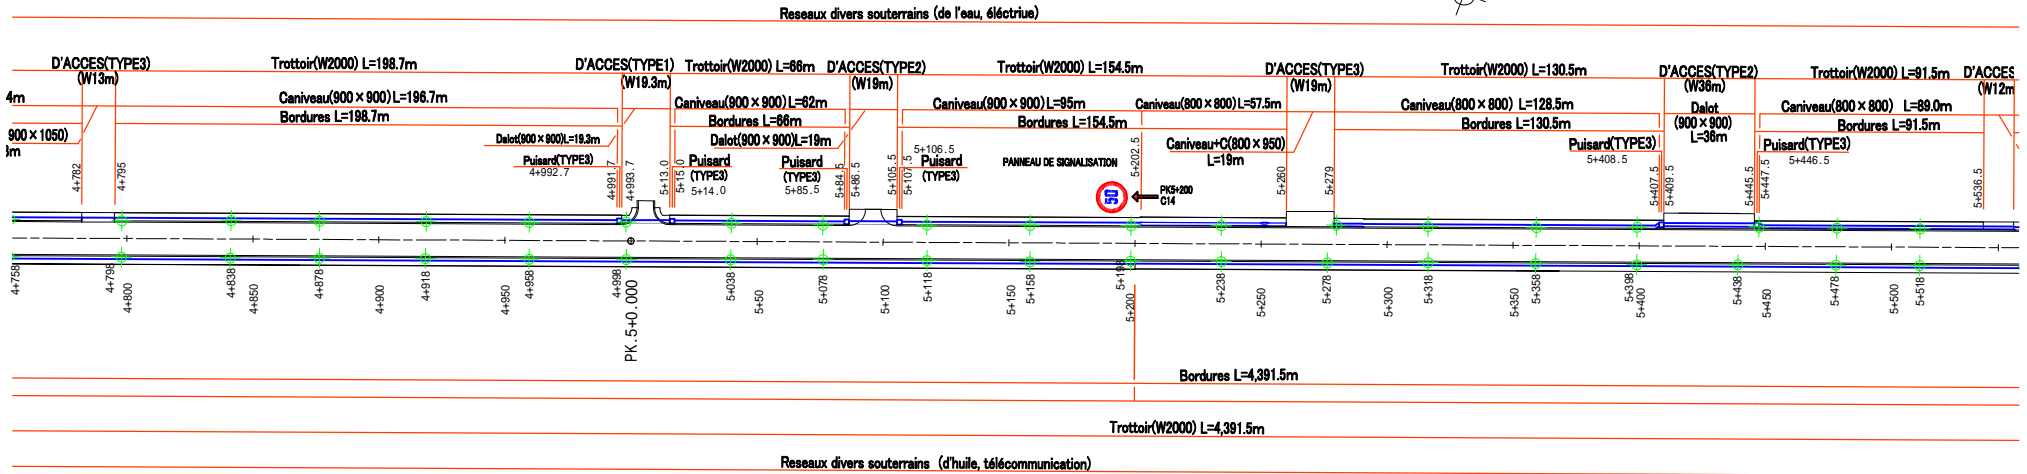 Reseaux divers souterrains (de l'eau, éléctriue)
D'ACCES(TYPE3)
(W13m)
Trottoir(W2000) L=198.7m
D'ACCES(TYPE1)
(W19.3m)
Trottoir(W2000) L=66m
D'ACCES(TYPE2)
(W19m)
Trottoir(W2000) L=154.5m
D'ACCES(TYPE3)
(W19m)
Trottoir(W2000) L=130.5m
D'ACCES(TYPE2)
(W36m)
Trottoir(W2000) L=91.5m
D'ACCES
(W12m
4m
Caniveau(900×900) L=196.7m
Caniveau(900×900) L=62m
Caniveau(900×900) L=95m
Caniveau(800×800) L=57.5m
Caniveau(800×800) L=128.5m
Dalot
(900×900)
L=36m
Caniveau(800×800) L=89.0m
Bordures L=198.7m
Bordures L=66m
Bordures L=154.5m
Bordures L=130.5m
Bordures L=91.5m
900×1050)
3m
Dalot(900×900)L=19.3m
Dalot(900×900)L=19m
Caniveau+C(800×950)
L=19m
Puisard(TYPE3)
4+992.7
Puisard
(TYPE3)
5+14.0
Puisard
(TYPE3)
5+85.5
5+106.5
Puisard
(TYPE3)
PANNEAU DE SIGNALISATION
Puisard(TYPE3)
5+408.5
Puisard(TYPE3)
5+446.5
4+782
4+795
4+991.7
4+993.7
5+13.0
5+15.0
5+84.5
5+86.5
5+105.5
5+107.5
5+202.5
5+260
5+279
5+407.5
5+409.5
5+445.5
5+447.5
5+536.5
50
PK5+200
C14
4+758
4+798
4+800
4+838
4+850
4+878
4+900
4+918
4+950
4+958
4+998
PK.5+0.000
5+038
5+50
5+078
5+100
5+118
5+150
5+158
5+198
5+200
5+238
5+250
5+278
5+300
5+318
5+350
5+358
5+398
5+400
5+438
5+450
5+478
5+500
5+518
Bordures L=4,391.5m
Trottoir(W2000) L=4,391.5m
Reseaux divers souterrains (d'huile, télécommunication)